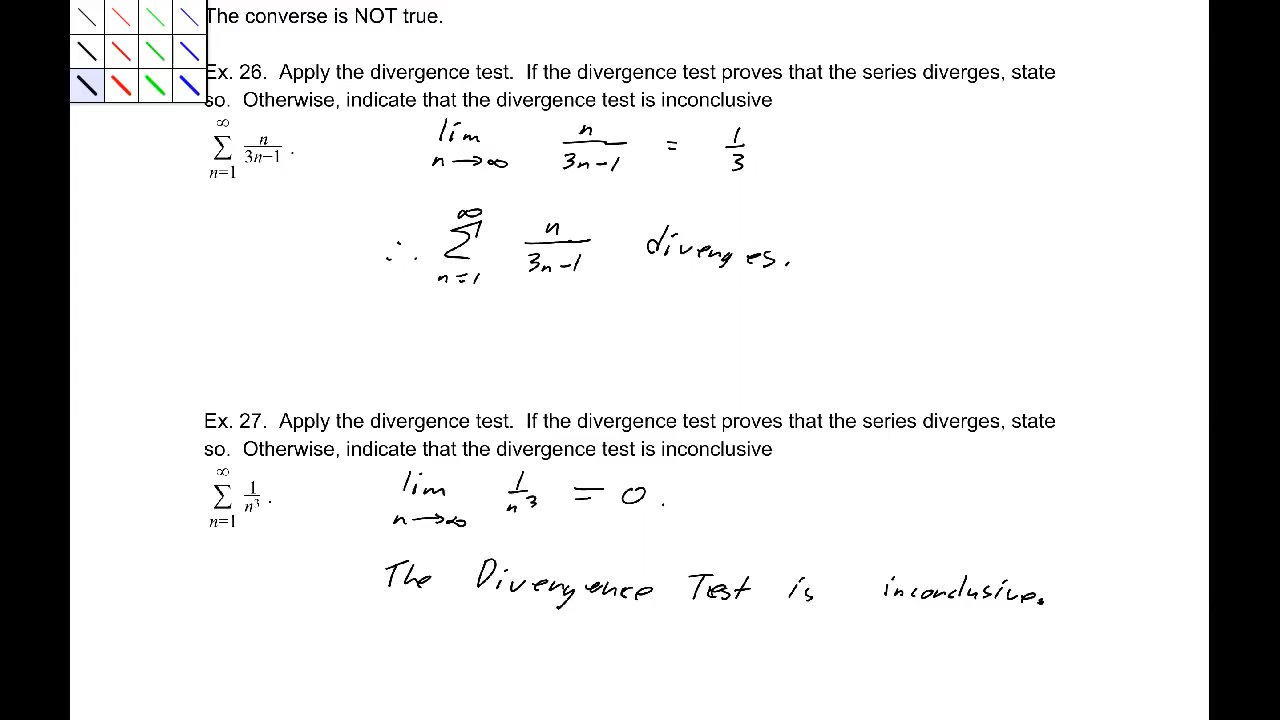 The converse is NOT true.
Ex. 26. Apply the divergence test. If the divergence test proves that the series diverges, state
so. Otherwise, indicate that the divergence test is inconclusive
∞∑n=1 n/3n−1 . lim n→∞ n/3n−1 = 1/3
∴ ∞∑n=1 n/3n−1 diverges.
Ex. 27. Apply the divergence test. If the divergence test proves that the series diverges, state
so. Otherwise, indicate that the divergence test is inconclusive
∞∑n=1 1/n³ . lim n→∞ 1/n³ = 0.
The Divergence Test is inconclusive.